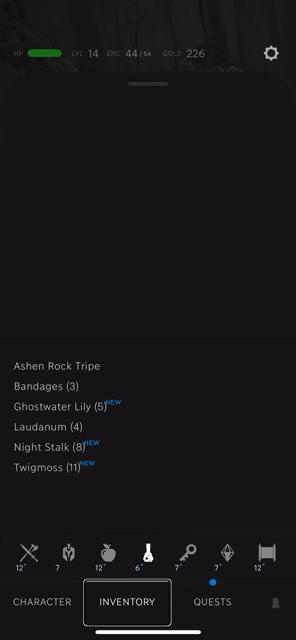 HP LVL 14 ENC 44/54 GOLD 226
Ashen Rock Tripe
Bandages (3)
Ghostwater Lily (5) NEW
Laudanum (4)
Night Stalk (8) NEW
Twigmoss (11) NEW
12 7 12 6 7 7 12
CHARACTER INVENTORY QUESTS